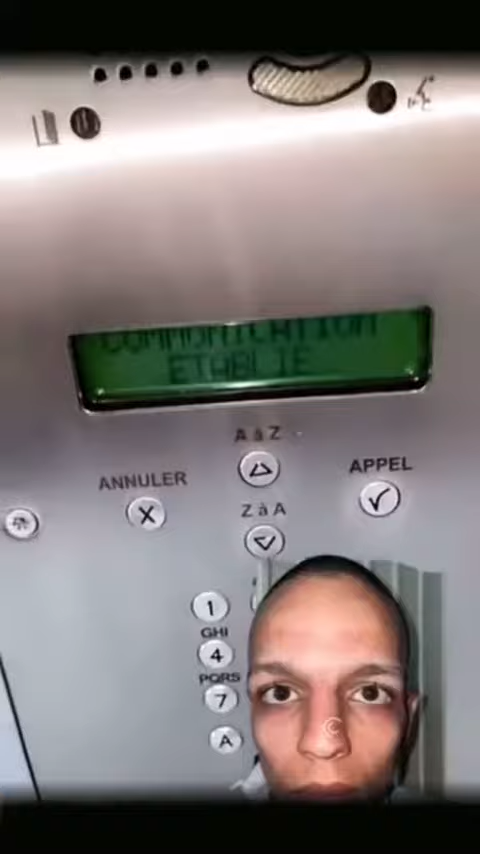 COMMUNICATION
ETABLIE
A à Z
ANNULER
APPEL
Z à A
1
GHI
4
PQRS
7
A